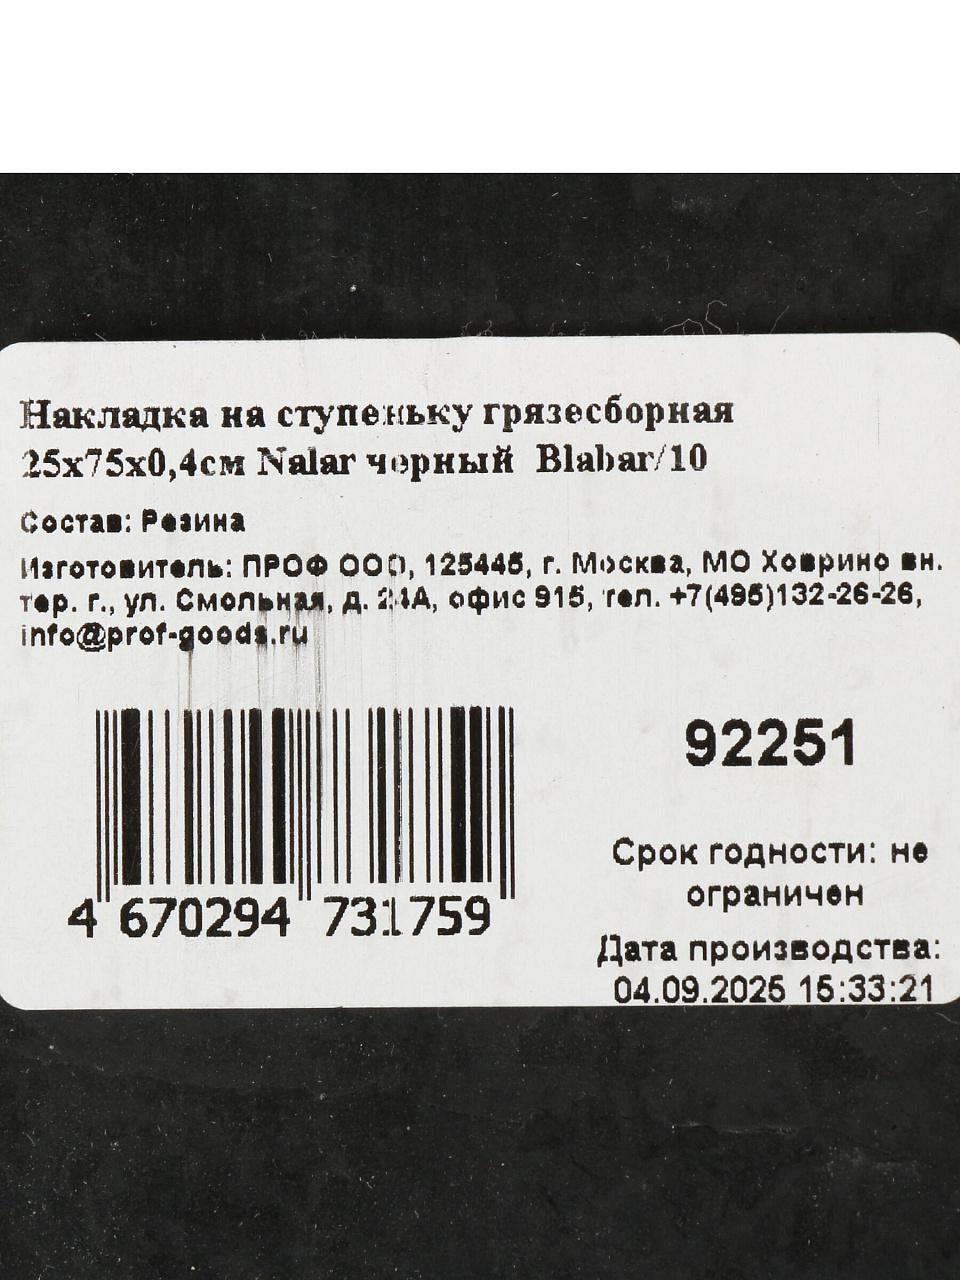 Накладка на ступеньку грязесборная
25х75х0,4см Nalar черный Blabar/10
Состав: Резина
Изготовитель: ПРОФ ООО, 125445, г. Москва, МО Ховрино вн.
тер. г., ул. Смольная, д. 24А, офис 915, тел. +7(495)132-26-26,
info@prof-goods.ru
92251
4 670294 731759
Срок годности: не
ограничен
Дата производства:
04.09.2025 15:33:21